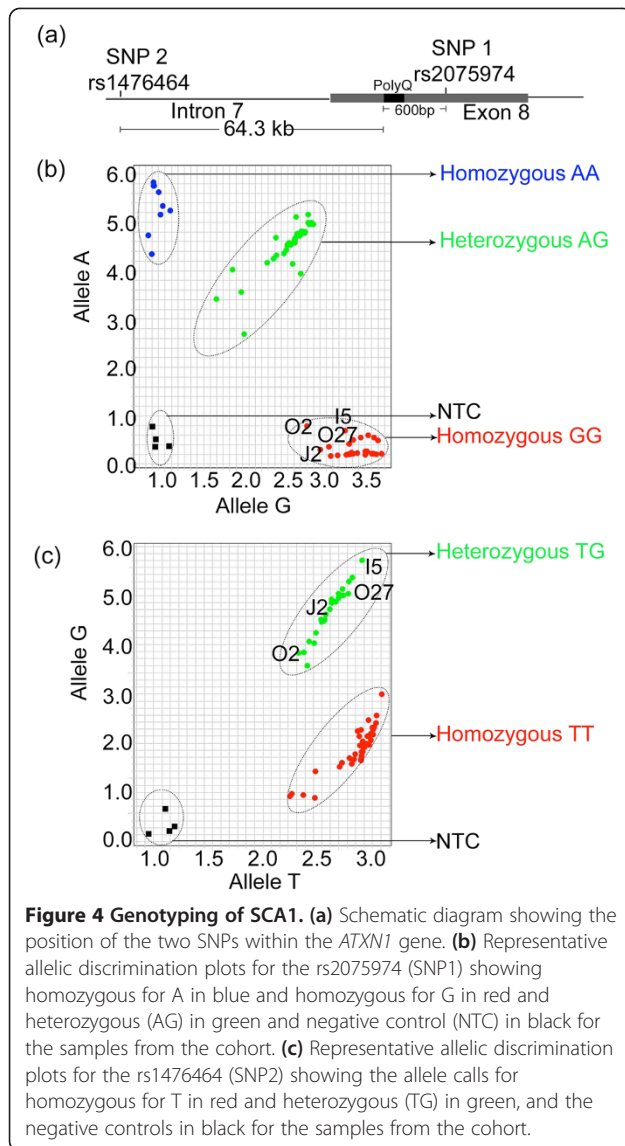 (a)
SNP 2
rs1476464
SNP 1
rs2075974
PolyQ
Intron 7
600bp
Exon 8
64.3 kb
(b)
6.0
5.0
4.0
3.0
2.0
1.0
0.0
Allele A
Homozygous AA
Heterozygous AG
NTC
Homozygous GG
O2
I5
O27
J2
1.0 1.5 2.0 2.5 3.0 3.5
Allele G
(c)
6.0
5.0
4.0
3.0
2.0
1.0
0.0
Allele G
Heterozygous TG
I5
O27
J2
O2
Homozygous TT
NTC
1.0 1.5 2.0 2.5 3.0
Allele T
Figure 4 Genotyping of SCA1. (a) Schematic diagram showing the
position of the two SNPs within the ATXN1 gene. (b) Representative
allelic discrimination plots for the rs2075974 (SNP1) showing
homozygous for A in blue and homozygous for G in red and
heterozygous (AG) in green and negative control (NTC) in black for
the samples from the cohort. (c) Representative allelic discrimination
plots for the rs1476464 (SNP2) showing the allele calls for
homozygous for T in red and heterozygous (TG) in green, and the
negative controls in black for the samples from the cohort.